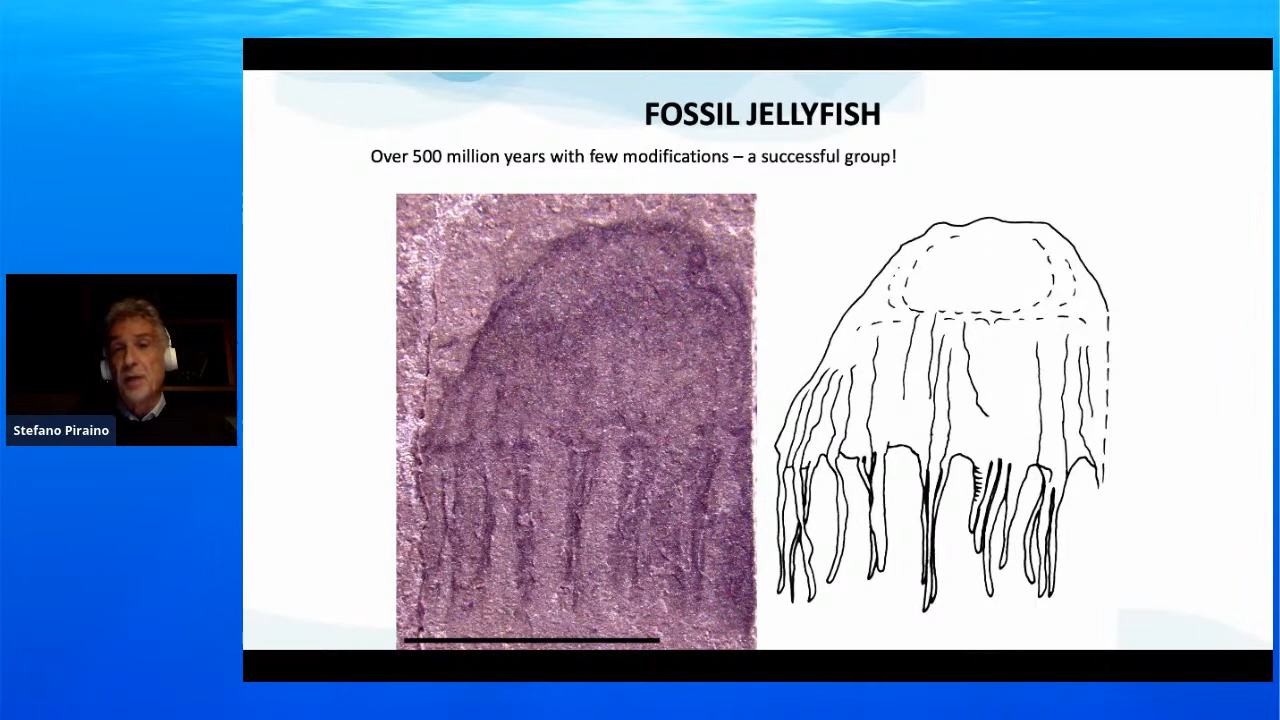 FOSSIL JELLYFISH
Over 500 million years with few modifications – a successful group!
Stefano Piraino